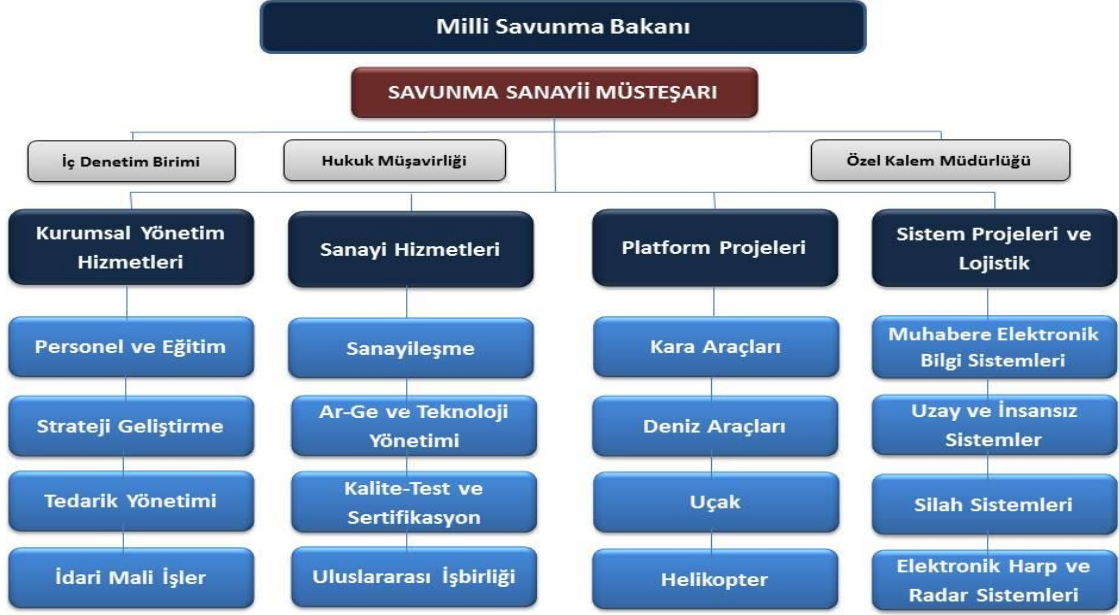 Milli Savunma Bakanı
SAVUNMA SANAYİİ MÜSTEŞARI
İç Denetim Birimi
Hukuk Müşavirliği
Özel Kalem Müdürlüğü
Kurumsal Yönetim
Hizmetleri
Sanayi Hizmetleri
Platform Projeleri
Sistem Projeleri ve
Lojistik
Personel ve Eğitim
Sanayileşme
Kara Araçları
Muhabere Elektronik
Bilgi Sistemleri
Strateji Geliştirme
Ar-Ge ve Teknoloji
Yönetimi
Deniz Araçları
Uzay ve İnsansız
Sistemler
Tedarik Yönetimi
Kalite-Test ve
Sertifikasyon
Uçak
Silah Sistemleri
İdari Mali İşler
Uluslararası İşbirliği
Helikopter
Elektronik Harp ve
Radar Sistemleri